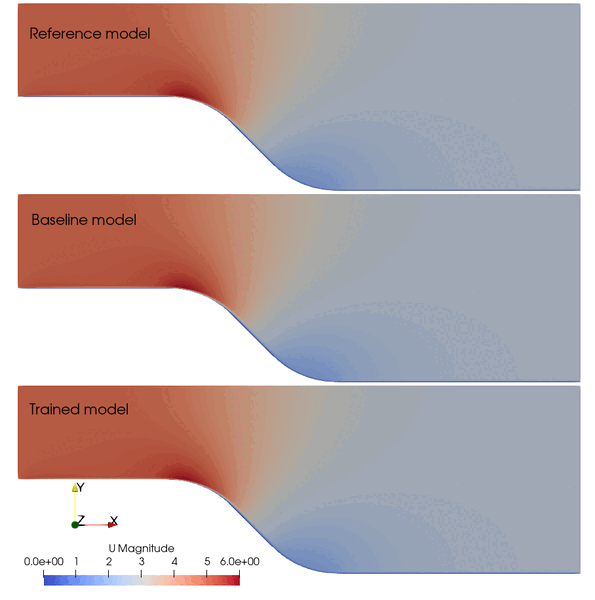 Reference model
Baseline model
Trained model
Y
Z X
U Magnitude
0.0e+00 1 2 3 4 5 6.0e+00